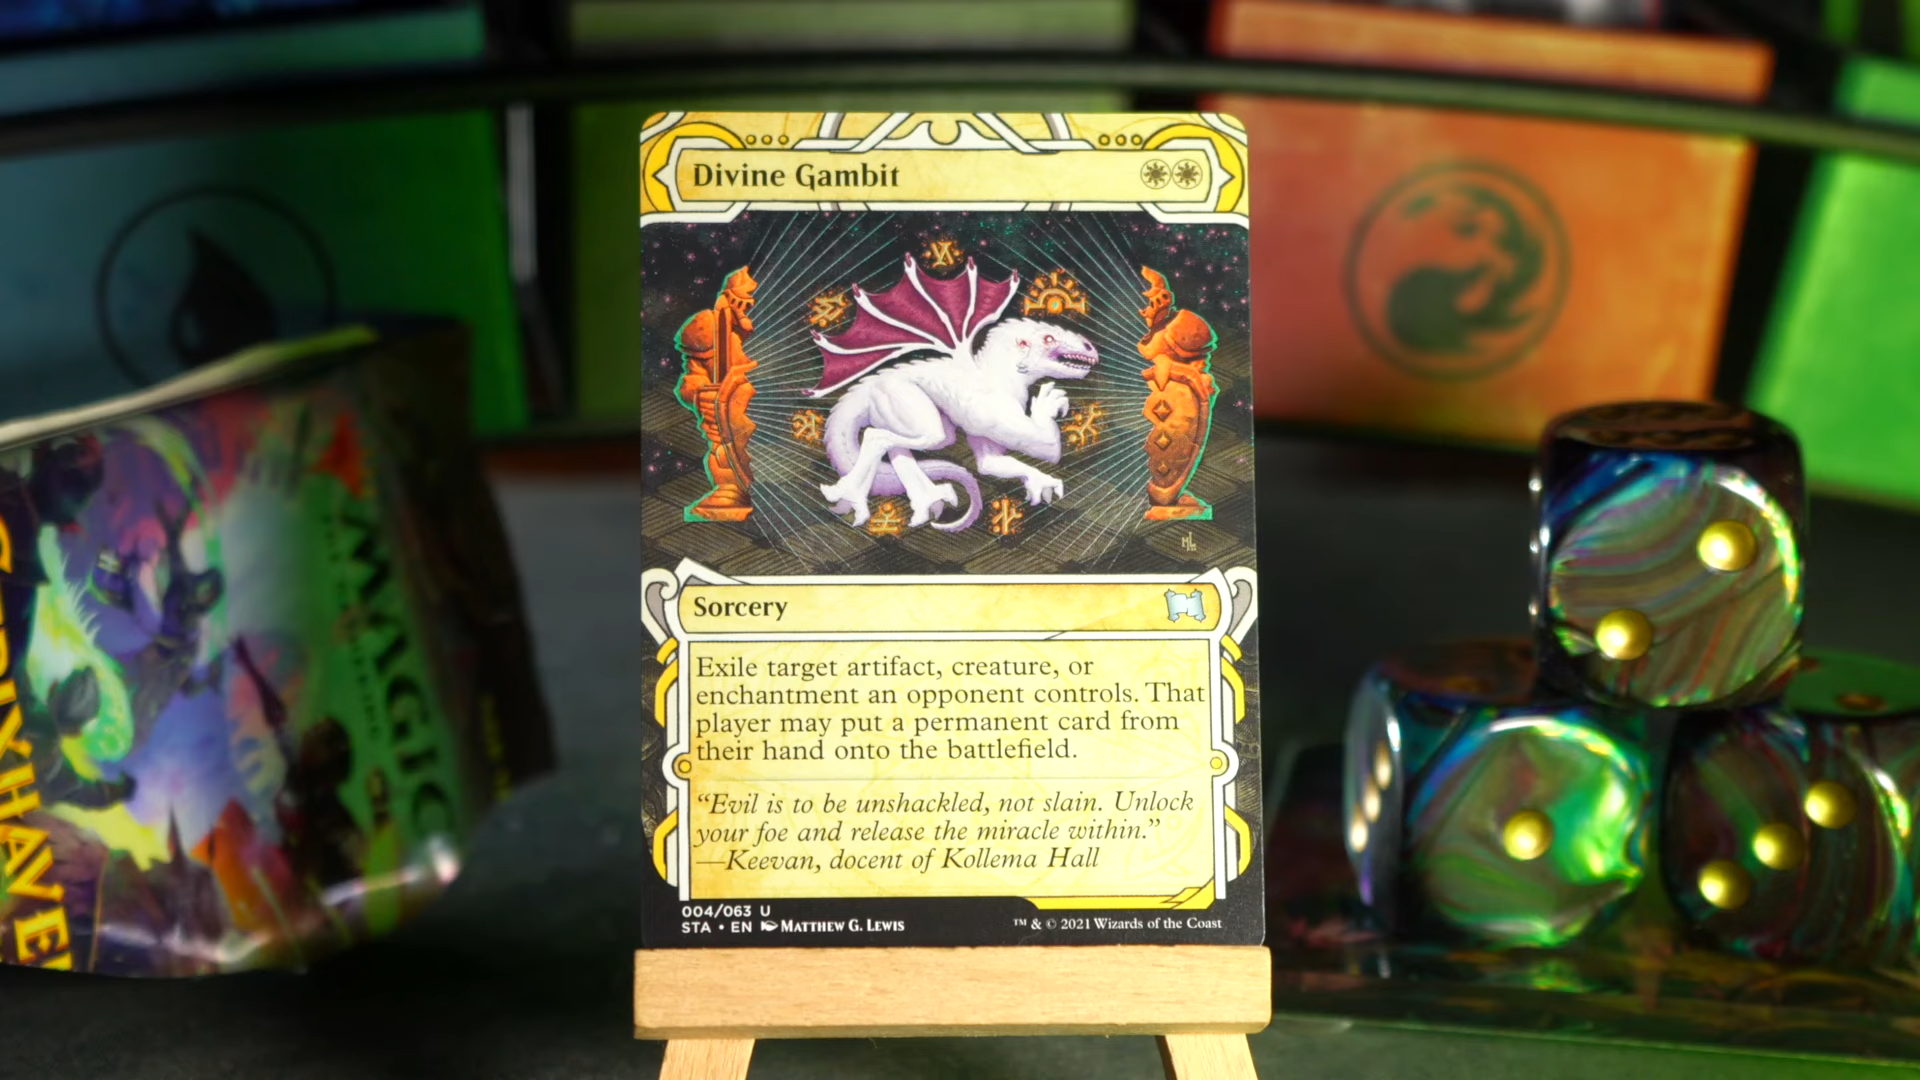 Divine Gambit
Sorcery
Exile target artifact, creature, or
enchantment an opponent controls. That
player may put a permanent card from
their hand onto the battlefield.
“Evil is to be unshackled, not slain. Unlock
your foe and release the miracle within.”
—Keevan, docent of Kollema Hall
004/063 U
STA • EN MATTHEW G. LEWIS
™ & © 2021 Wizards of the Coast
MAGIC